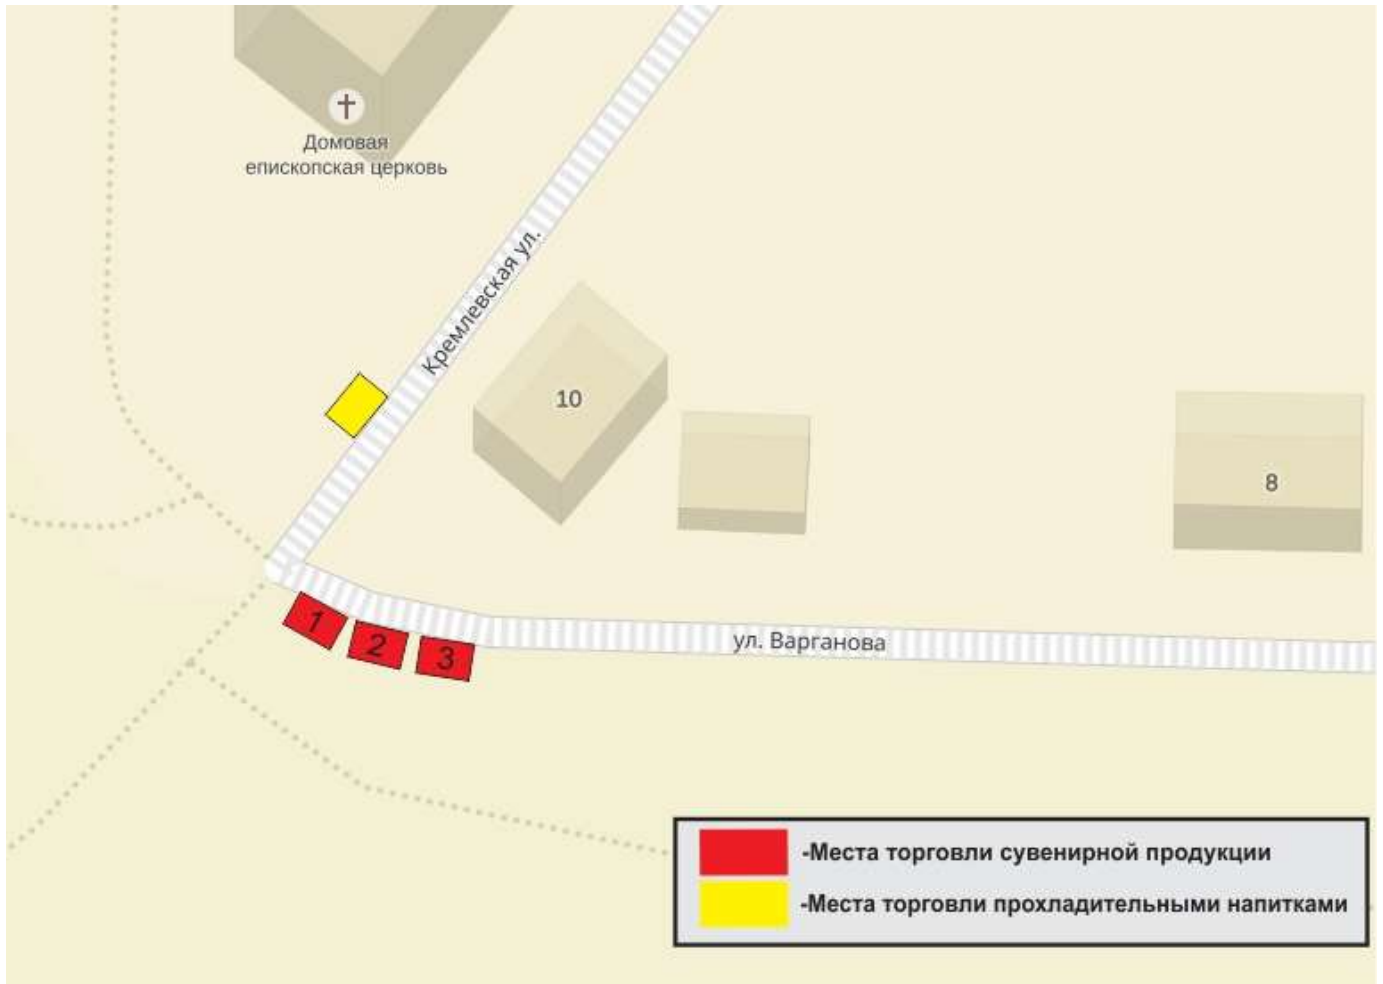 Домовая
епископская церковь
Кремлевская ул.
10
8
1
2
3
ул. Варганова
-Места торговли сувенирной продукции
-Места торговли прохладительными напитками